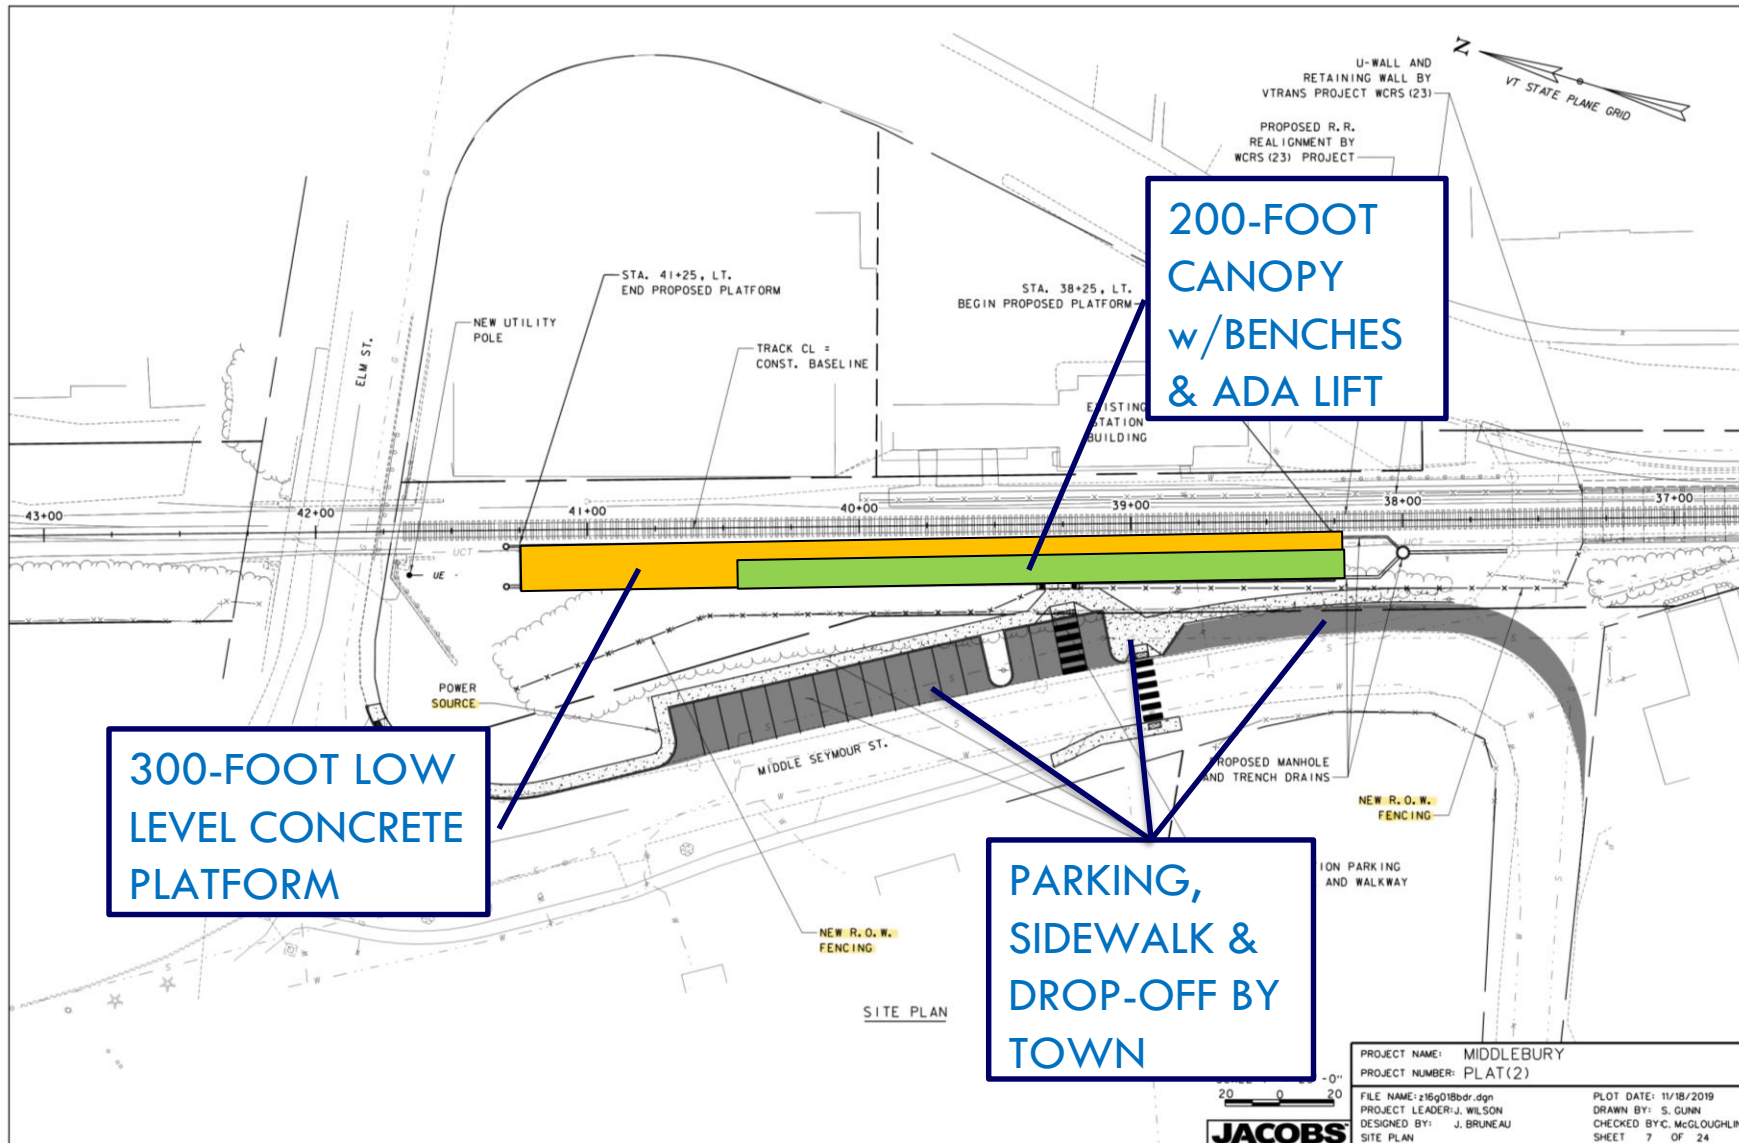 Z
VT STATE PLANE GRID
U-WALL AND
RETAINING WALL BY
VTRANS PROJECT WCRS (23)
PROPOSED R.R.
REALIGNMENT BY
WCRS (23) PROJECT
200-FOOT
CANOPY
w/BENCHES
& ADA LIFT
STA. 41+25, LT.
END PROPOSED PLATFORM
STA. 38+25, LT.
BEGIN PROPOSED PLATFORM
NEW UTILITY
POLE
ELM ST.
TRACK CL =
CONST. BASELINE
EXISTING
STATION
BUILDING
43+00
42+00
41+00
40+00
39+00
38+00
37+00
UCT
UCT
UE
POWER
SOURCE
MIDDLE SEYMOUR ST.
300-FOOT LOW
LEVEL CONCRETE
PLATFORM
PROPOSED MANHOLE
AND TRENCH DRAINS
NEW R.O.W.
FENCING
PARKING,
SIDEWALK &
DROP-OFF BY
TOWN
ION PARKING
AND WALKWAY
NEW R.O.W.
FENCING
SITE PLAN
20 0 20
JACOBS
PROJECT NAME: MIDDLEBURY
PROJECT NUMBER: PLAT(2)
FILE NAME: z16g018bdr.dgn
PROJECT LEADER: J. WILSON
DESIGNED BY: J. BRUNEAU
SITE PLAN
PLOT DATE: 11/18/2019
DRAWN BY: S. GUNN
CHECKED BY: C. McGLOUGHLIN
SHEET 7 OF 24